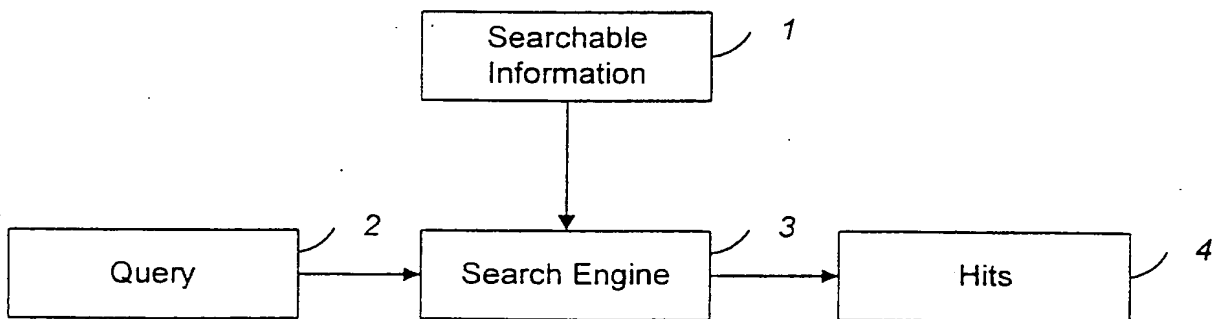 Searchable
Information
1
Query
2
Search Engine
3
Hits
4